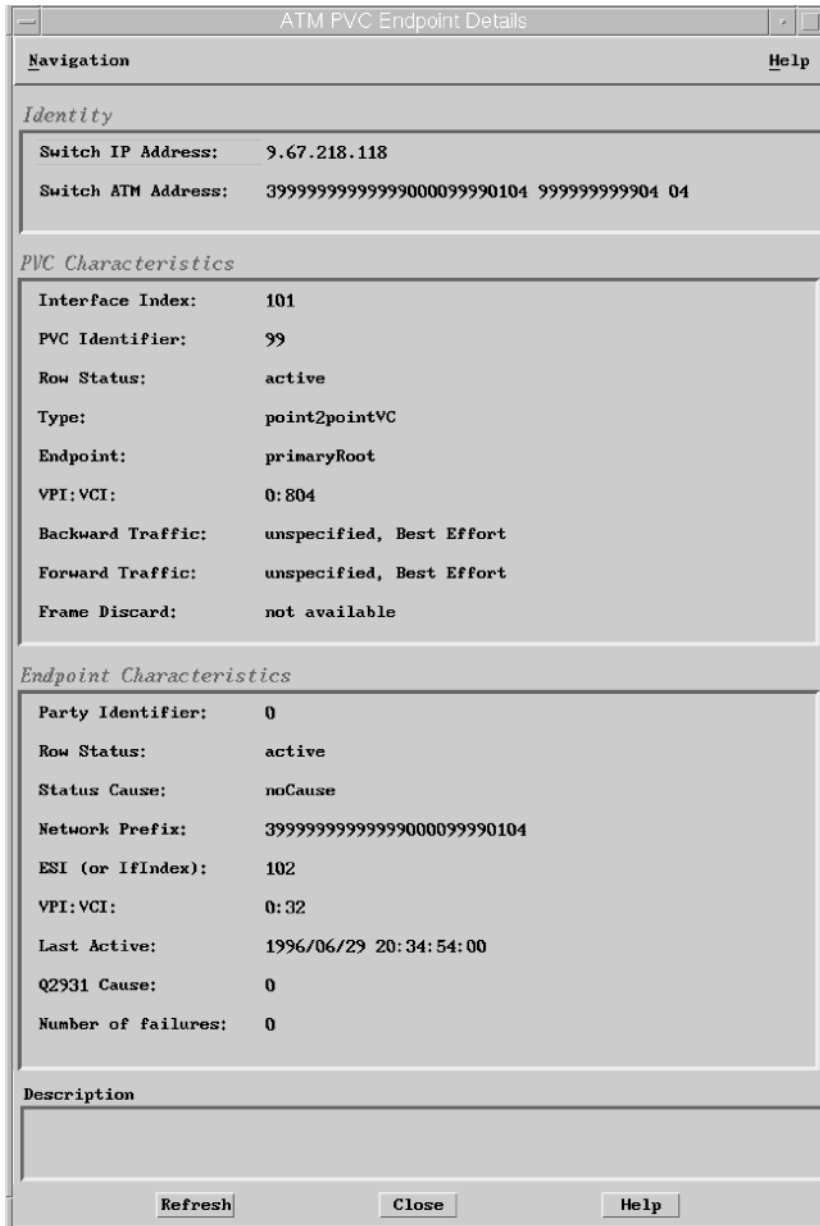 ATM PVC Endpoint Details
Navigation Help
Identity
Switch IP Address: 9.67.218.118
Switch ATM Address: 39999999999999000099990104 999999999904 04
PVC Characteristics
Interface Index: 101
PVC Identifier: 99
Row Status: active
Type: point2pointVC
Endpoint: primaryRoot
VPI:VCI: 0:804
Backward Traffic: unspecified, Best Effort
Forward Traffic: unspecified, Best Effort
Frame Discard: not available
Endpoint Characteristics
Party Identifier: 0
Row Status: active
Status Cause: noCause
Network Prefix: 39999999999999000099990104
ESI (or IfIndex): 102
VPI:VCI: 0:32
Last Active: 1996/06/29 20:34:54:00
Q2931 Cause: 0
Number of failures: 0
Description
Refresh Close Help